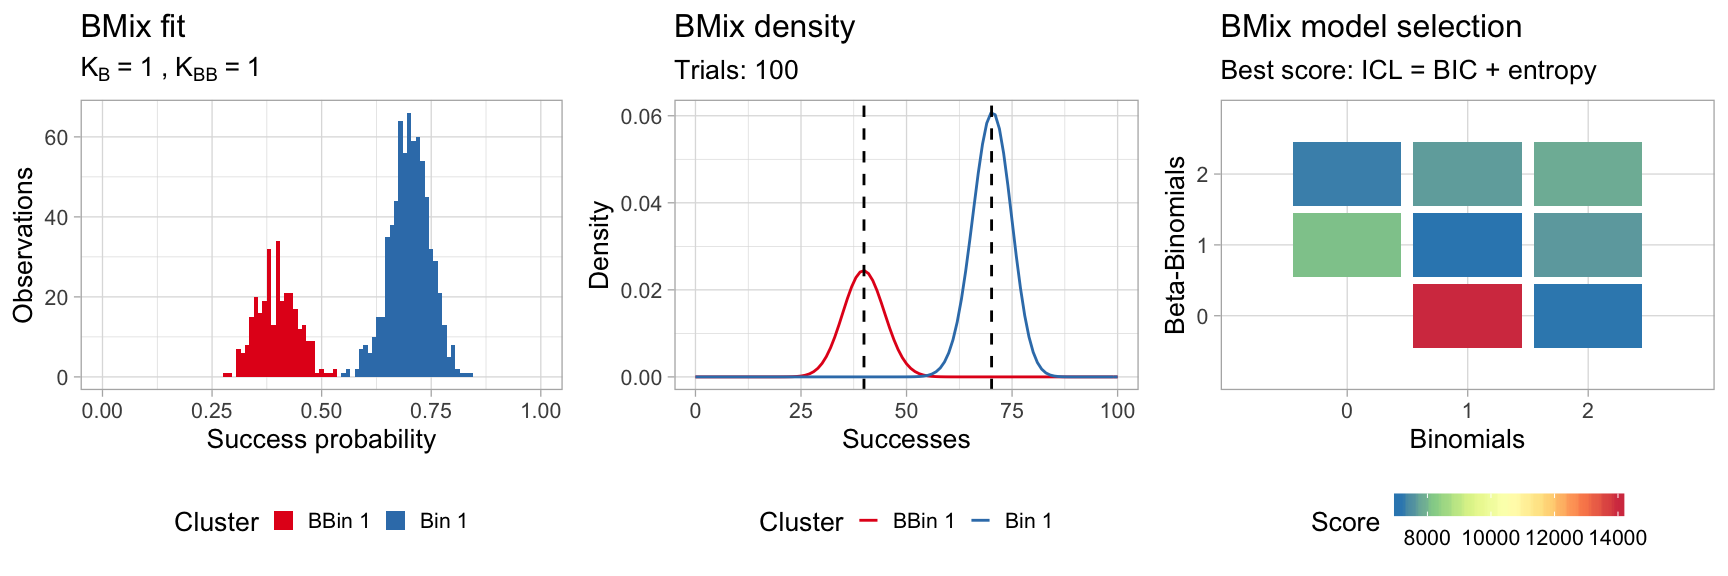 BMix fit
K_B = 1 , K_BB = 1
60
40
20
0
Observations
0.00 0.25 0.50 0.75 1.00
Success probability
Cluster BBin 1 Bin 1
BMix density
Trials: 100
0.06
0.04
0.02
0.00
Density
0 25 50 75 100
Successes
Cluster BBin 1 Bin 1
BMix model selection
Best score: ICL = BIC + entropy
2
1
0
Beta-Binomials
0 1 2
Binomials
Score
8000 10000 12000 14000